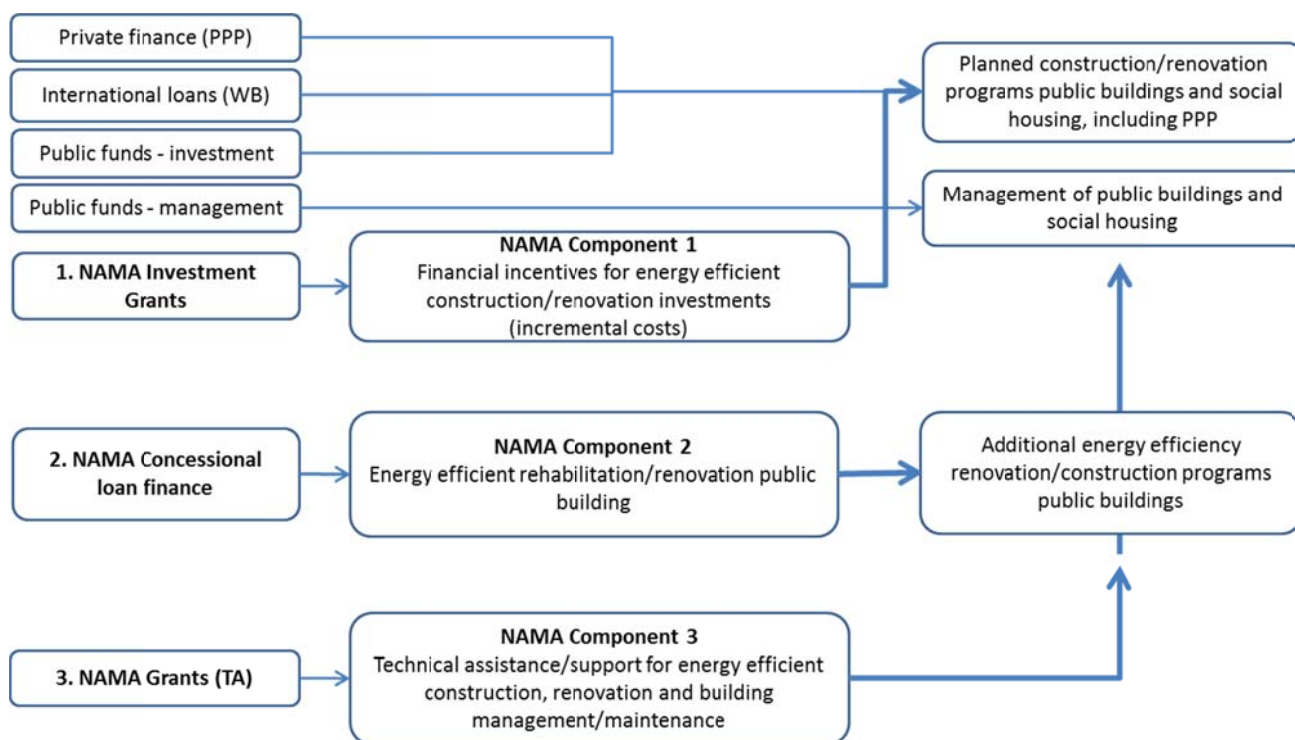 Private finance (PPP)
International loans (WB)
Public funds - investment
Public funds - management
1. NAMA Investment
Grants
NAMA Component 1
Financial incentives for energy efficient
construction/renovation investments
(incremental costs)
Planned construction/renovation
programs public buildings and social
housing, including PPP
Management of public buildings and
social housing
2. NAMA Concessional
loan finance
NAMA Component 2
Energy efficient rehabilitation/renovation public
building
Additional energy efficiency
renovation/construction programs
public buildings
3. NAMA Grants (TA)
NAMA Component 3
Technical assistance/support for energy efficient
construction, renovation and building
management/maintenance